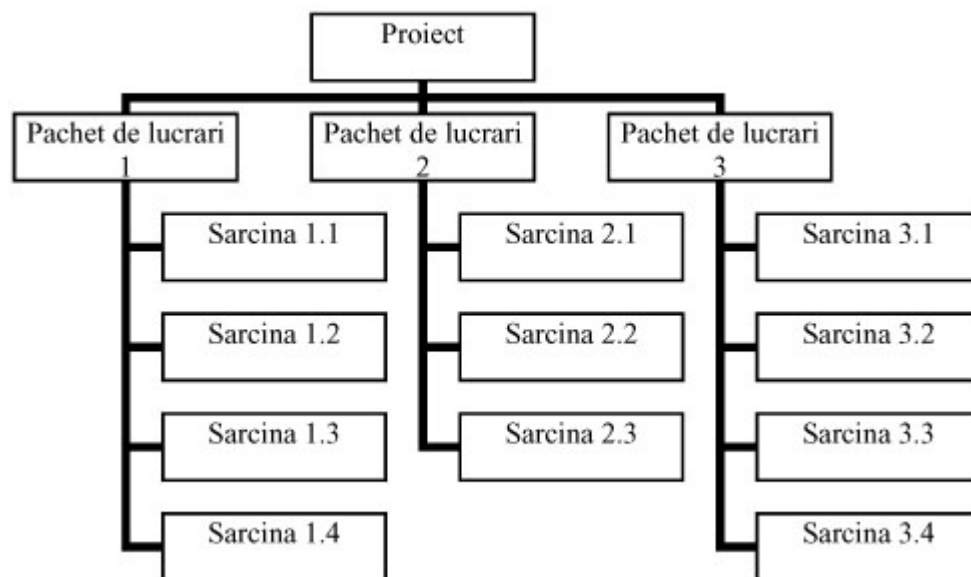 Proiect
Pachet de lucrari
1
Pachet de lucrari
2
Pachet de lucrari
3
Sarcina 1.1
Sarcina 2.1
Sarcina 3.1
Sarcina 1.2
Sarcina 2.2
Sarcina 3.2
Sarcina 1.3
Sarcina 2.3
Sarcina 3.3
Sarcina 1.4
Sarcina 3.4